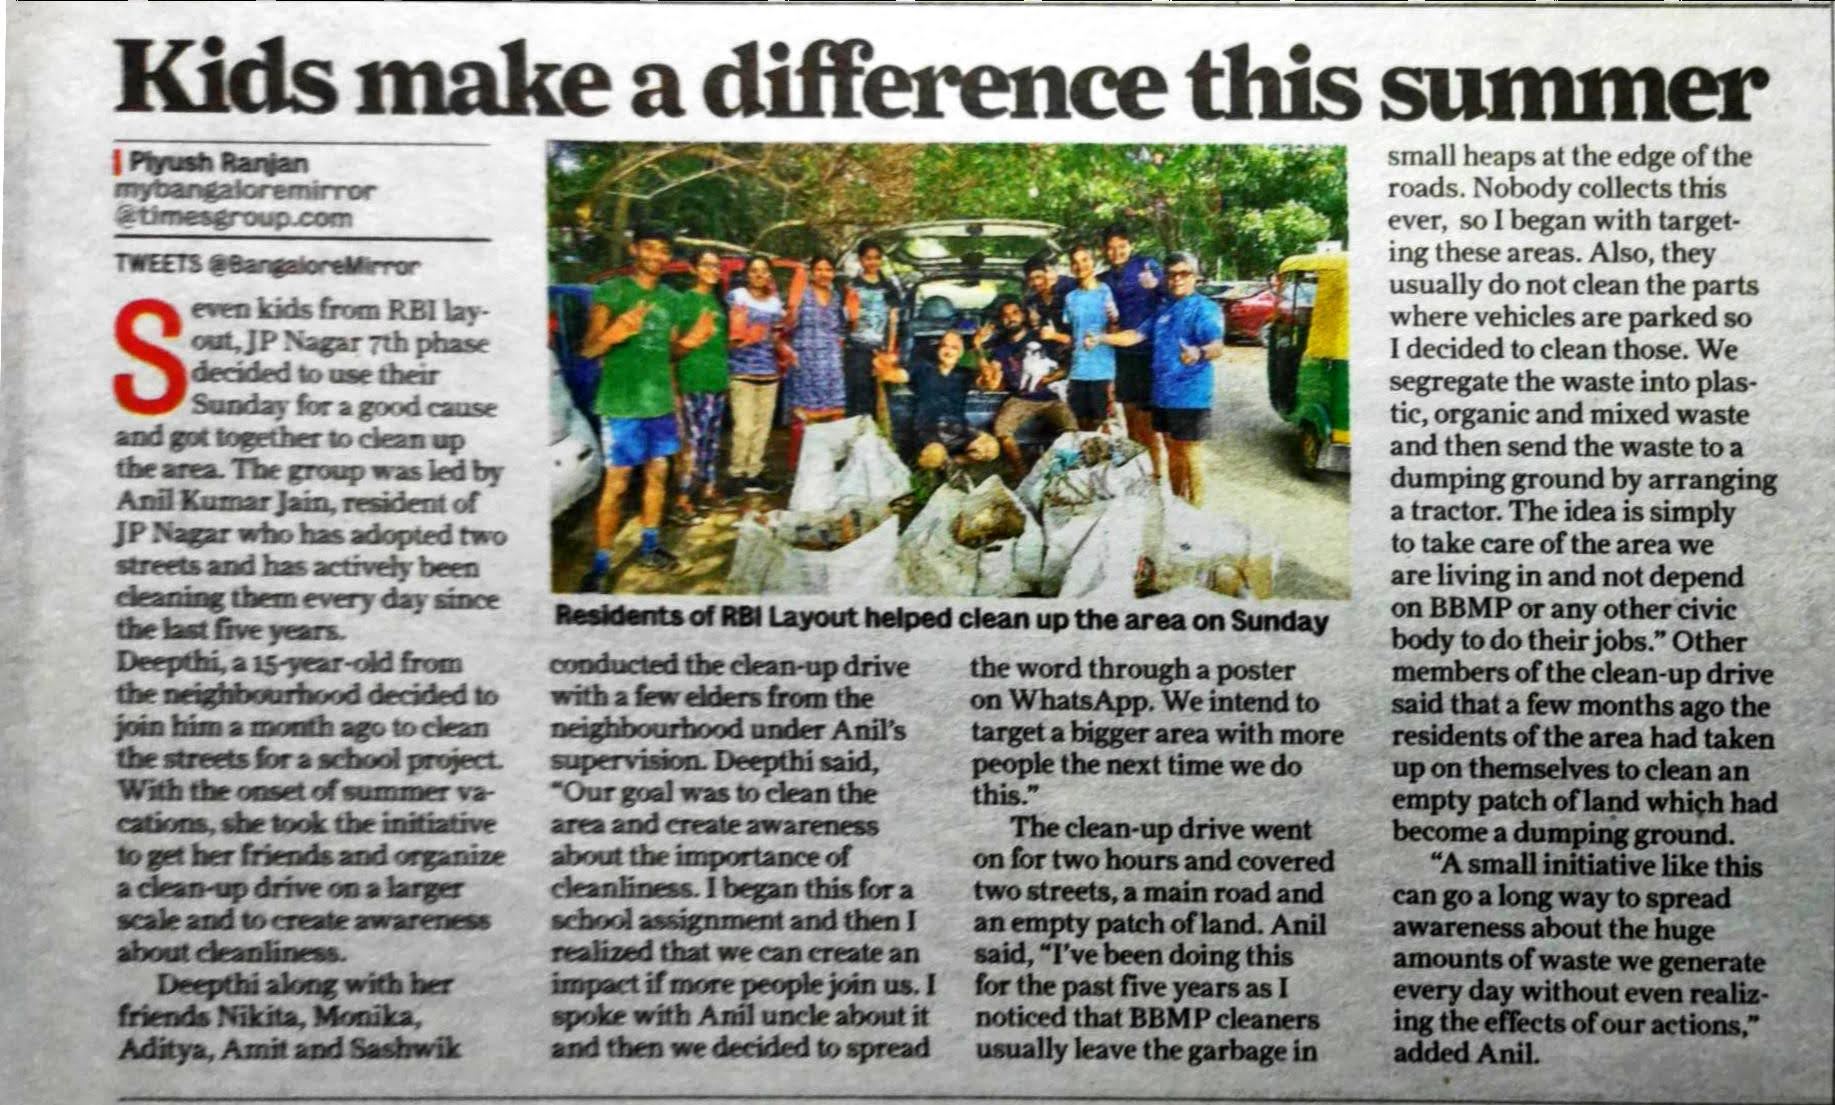 Kids make a difference this summer
Piyush Ranjan
mybangaloremirror
@timesgroup.com
TWEETS @BangaloreMirror
Seven kids from RBI lay-
out, JP Nagar 7th phase
decided to use their
Sunday for a good cause
and got together to clean up
the area. The group was led by
Anil Kumar Jain, resident of
JP Nagar who has adopted two
streets and has actively been
cleaning them every day since
the last five years.
Deepthi, a 15-year-old from
the neighbourhood decided to
join him a month ago to clean
the streets for a school project.
With the onset of summer va-
cations, she took the initiative
to get her friends and organize
a clean-up drive on a larger
scale and to create awareness
about cleanliness.
Deepthi along with her
friends Nikita, Monika,
Aditya, Amit and Sashwik
Residents of RBI Layout helped clean up the area on Sunday
conducted the clean-up drive
with a few elders from the
neighbourhood under Anil's
supervision. Deepthi said,
"Our goal was to clean the
area and create awareness
about the importance of
cleanliness. I began this for a
school assignment and then I
realized that we can create an
impact if more people join us. I
spoke with Anil uncle about it
and then we decided to spread
the word through a poster
on WhatsApp. We intend to
target a bigger area with more
people the next time we do
this."
The clean-up drive went
on for two hours and covered
two streets, a main road and
an empty patch of land. Anil
said, "I've been doing this
for the past five years as I
noticed that BBMP cleaners
usually leave the garbage in
small heaps at the edge of the
roads. Nobody collects this
ever, so I began with target-
ing these areas. Also, they
usually do not clean the parts
where vehicles are parked so
I decided to clean those. We
segregate the waste into plas-
tic, organic and mixed waste
and then send the waste to a
dumping ground by arranging
a tractor. The idea is simply
to take care of the area we
are living in and not depend
on BBMP or any other civic
body to do their jobs." Other
members of the clean-up drive
said that a few months ago the
residents of the area had taken
up on themselves to clean an
empty patch of land which had
become a dumping ground.
"A small initiative like this
can go a long way to spread
awareness about the huge
amounts of waste we generate
every day without even realiz-
ing the effects of our actions,"
added Anil.